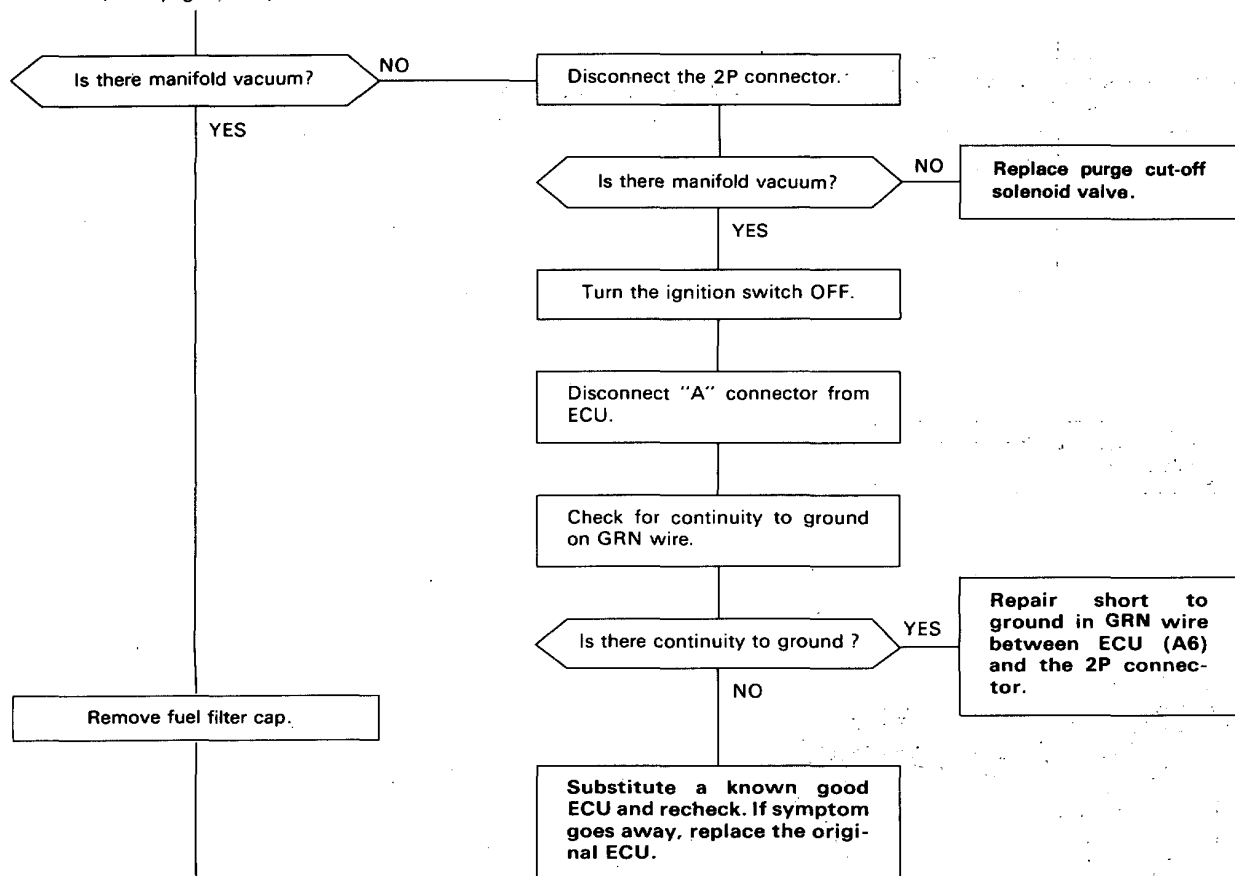 Is there manifold vacuum?
NO
YES
Disconnect the 2P connector.
Is there manifold vacuum?
NO
Replace purge cut-off
solenoid valve.
YES
Turn the ignition switch OFF.
Disconnect "A" connector from
ECU.
Check for continuity to ground
on GRN wire.
Is there continuity to ground ?
YES
Repair short to
ground in GRN wire
between ECU (A6)
and the 2P connec-
tor.
NO
Remove fuel filter cap.
Substitute a known good
ECU and recheck. If symptom
goes away, replace the origi-
nal ECU.